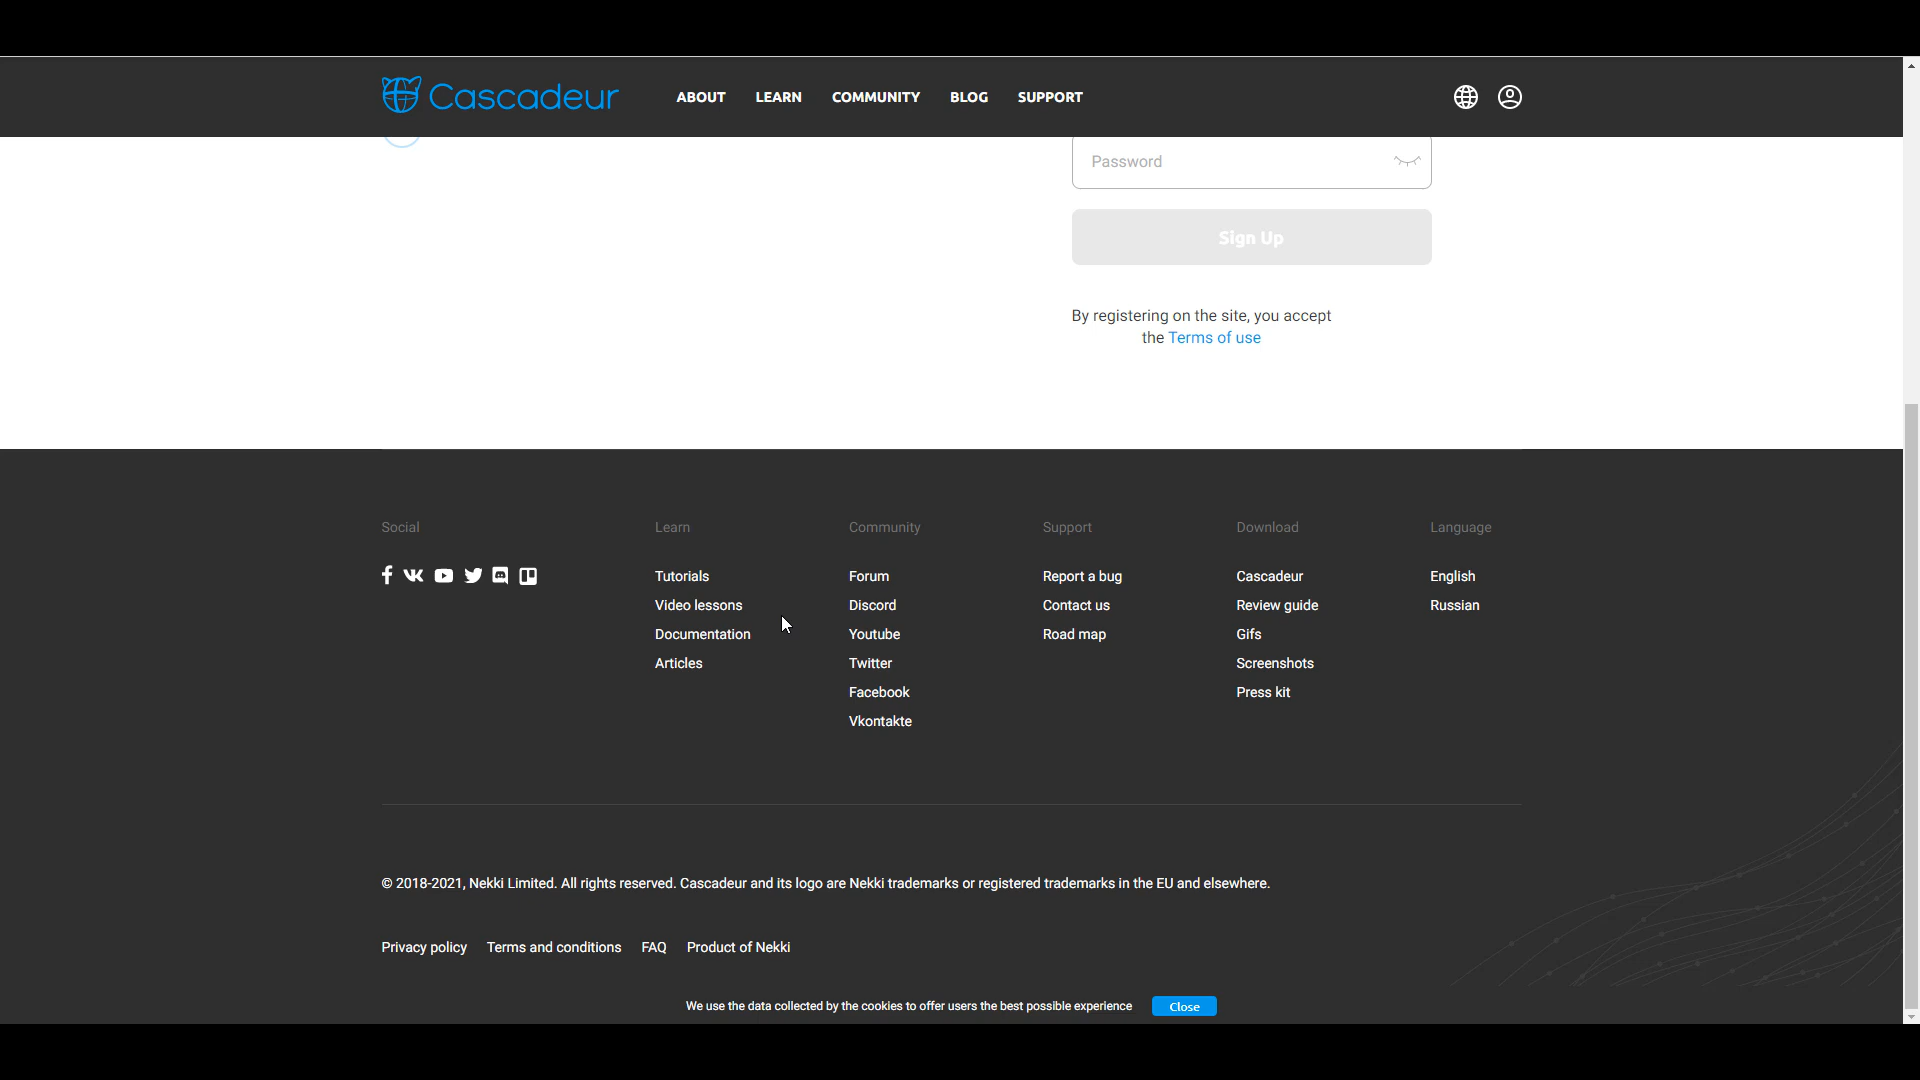 Cascadeur
ABOUT LEARN COMMUNITY BLOG SUPPORT
Password
Sign Up
By registering on the site, you accept
the Terms of use
Social
Learn
Tutorials
Video lessons
Documentation
Articles
Community
Forum
Discord
Youtube
Twitter
Facebook
Vkontakte
Support
Report a bug
Contact us
Road map
Download
Cascadeur
Review guide
Gifs
Screenshots
Press kit
Language
English
Russian
© 2018-2021, Nekki Limited. All rights reserved. Cascadeur and its logo are Nekki trademarks or registered trademarks in the EU and elsewhere.
Privacy policy Terms and conditions FAQ Product of Nekki
We use the data collected by the cookies to offer users the best possible experience Close